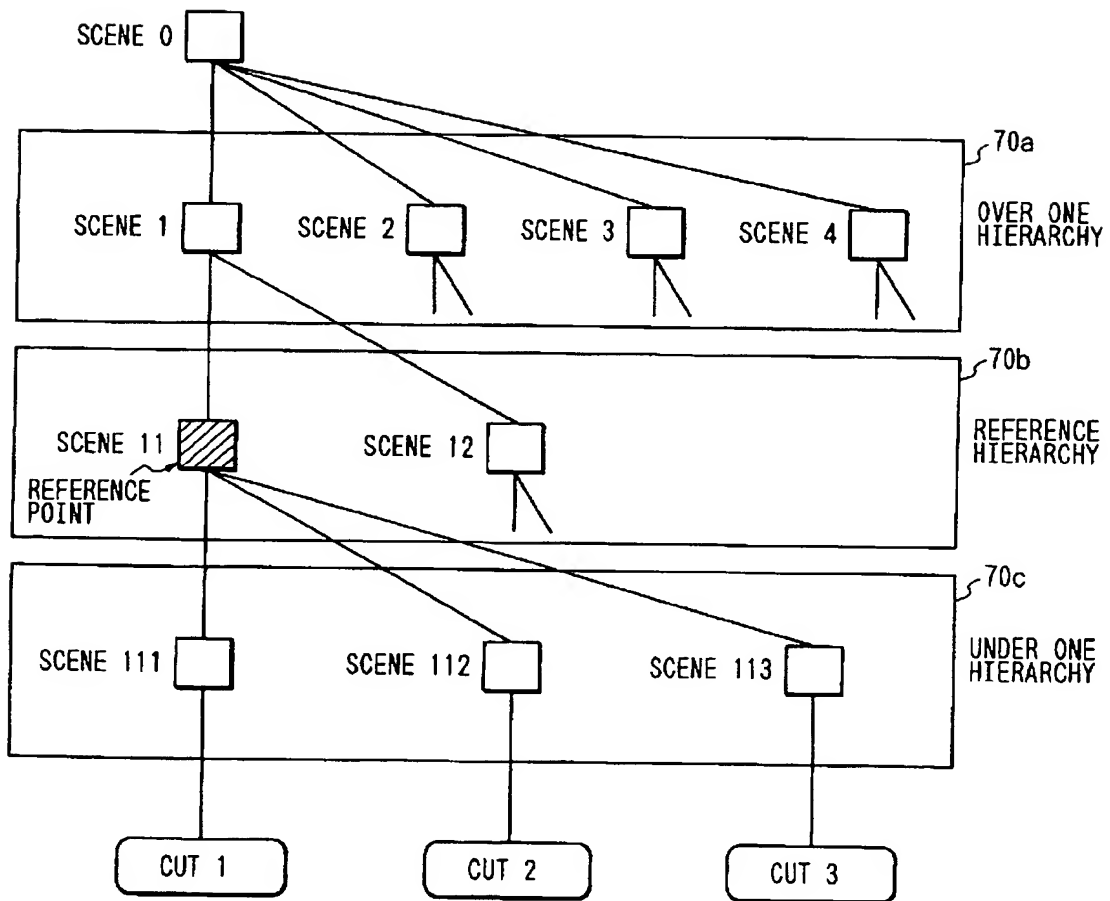 SCENE 0
70a
SCENE 1
SCENE 2
SCENE 3
SCENE 4
OVER ONE
HIERARCHY
70b
SCENE 11
SCENE 12
REFERENCE
HIERARCHY
REFERENCE
POINT
70c
SCENE 111
SCENE 112
SCENE 113
UNDER ONE
HIERARCHY
CUT 1
CUT 2
CUT 3